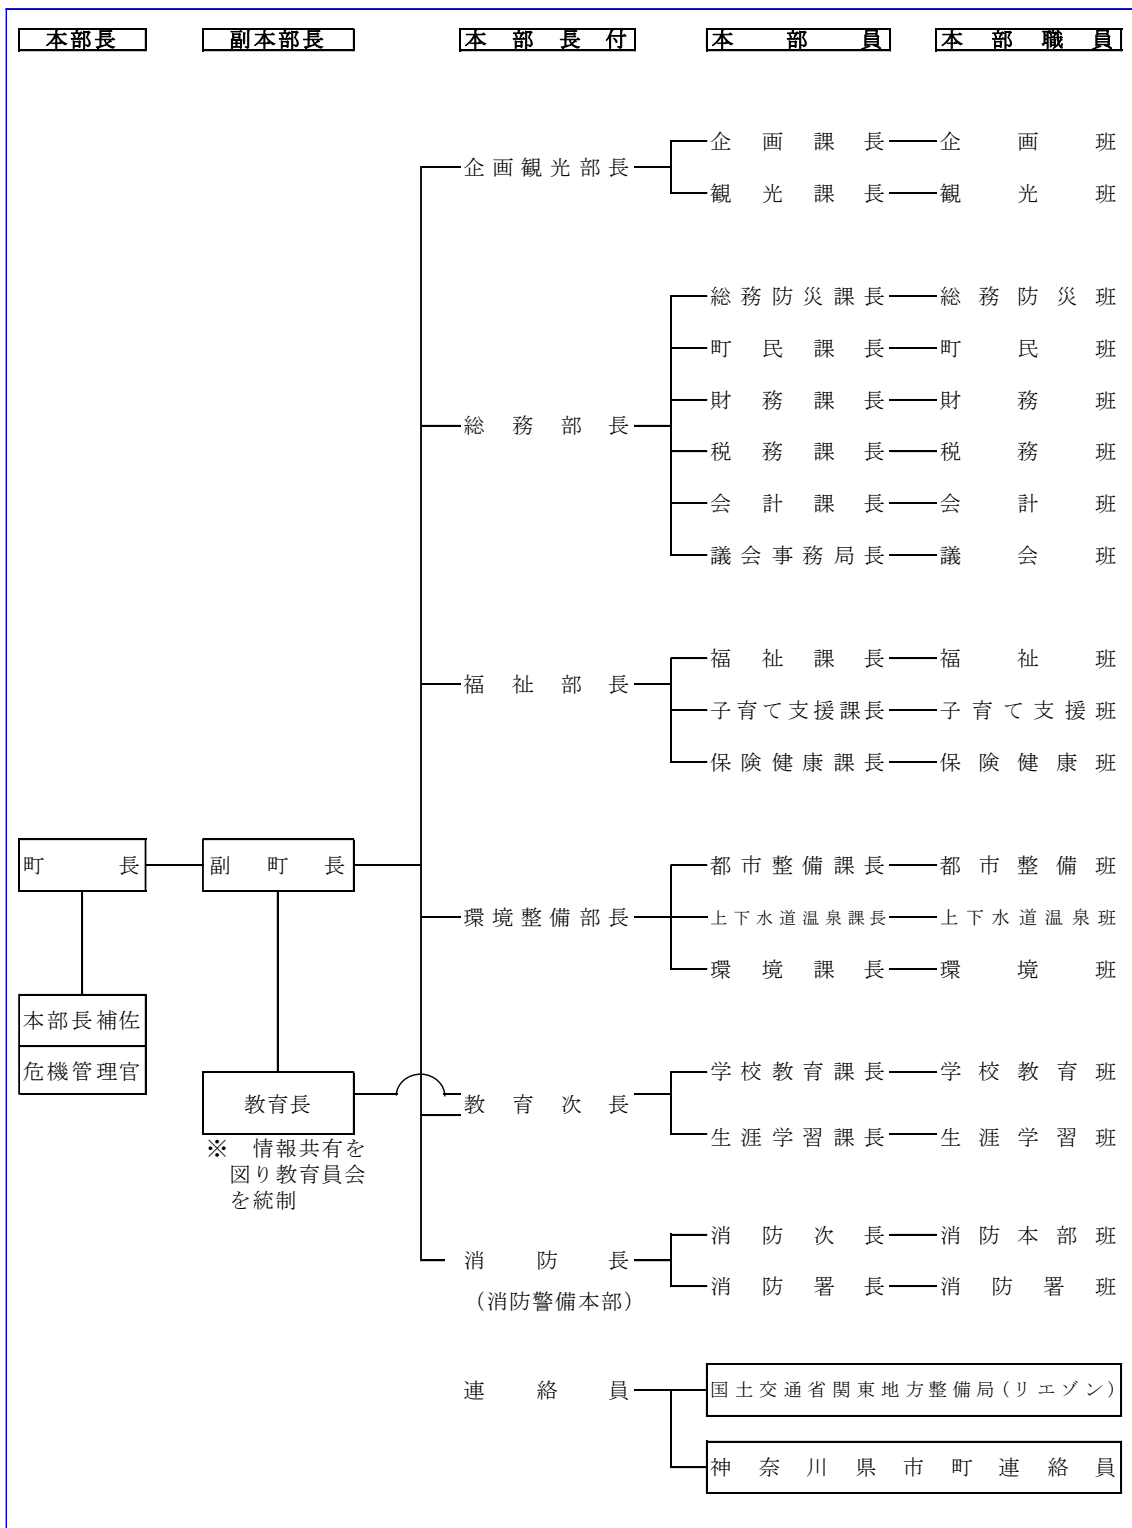 本部長 副本部長 本部長付 本部員 本部職員
企画課長 企画班
企画観光部長
観光課長 観光班
総務防災課長 総務防災班
町民課長 町民班
財務課長 財務班
総務部長
税務課長 税務班
会計課長 会計班
議会事務局長 議会班
福祉課長 福祉班
福祉部長
子育て支援課長 子育て支援班
保険健康課長 保険健康班
町長 副町長 都市整備課長 都市整備班
環境整備部長 上下水道温泉課長 上下水道温泉班
環境課長 環境班
本部長補佐
危機管理官
学校教育課長 学校教育班
教育長 教育次長
生涯学習課長 生涯学習班
※ 情報共有を
図り教育員会
を統制
消防次長 消防本部班
消防長
消防署長 消防署班
（消防警備本部）
連絡員 国土交通省関東地方整備局(リエゾン)
神奈川県市町連絡員